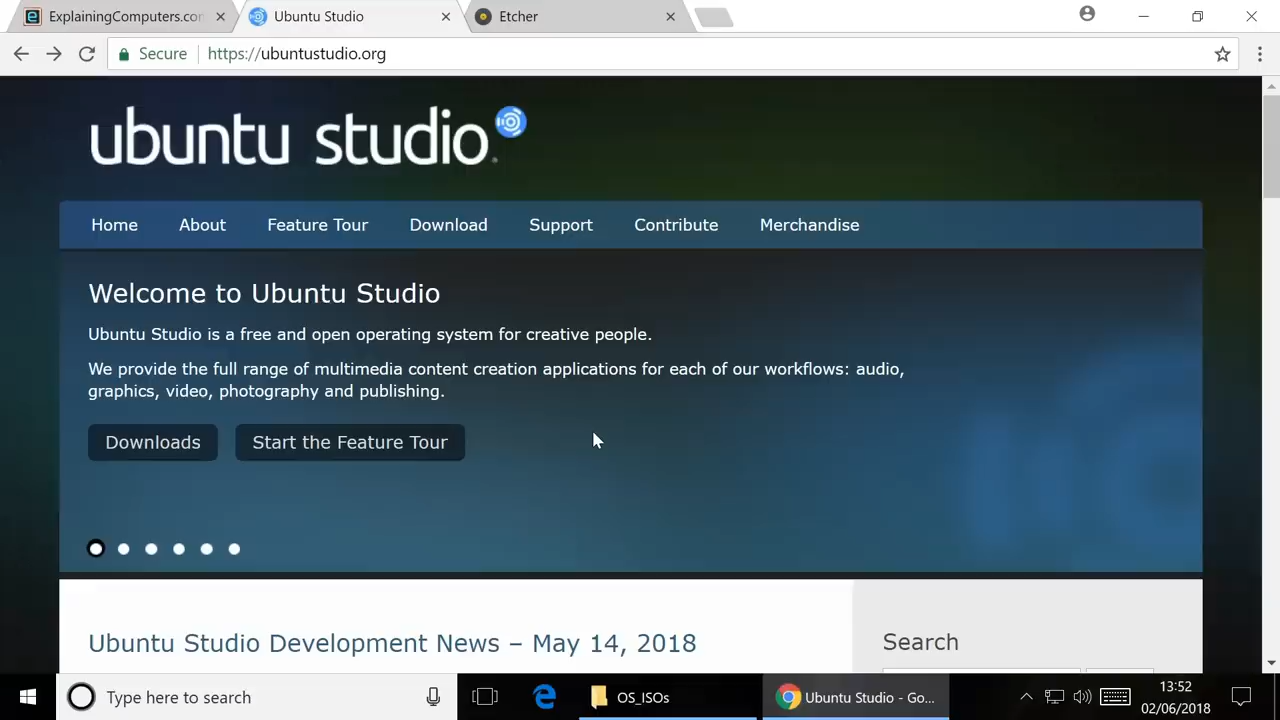 ExplainingComputers.con
Ubuntu Studio
Etcher
Secure
https://ubuntustudio.org
ubuntu studio
Home
About
Feature Tour
Download
Support
Contribute
Merchandise
Welcome to Ubuntu Studio
Ubuntu Studio is a free and open operating system for creative people.
We provide the full range of multimedia content creation applications for each of our workflows: audio,
graphics, video, photography and publishing.
Downloads
Start the Feature Tour
Ubuntu Studio Development News – May 14, 2018
Search
Type here to search
OS_ISOs
Ubuntu Studio - Go...
13:52
02/06/2018